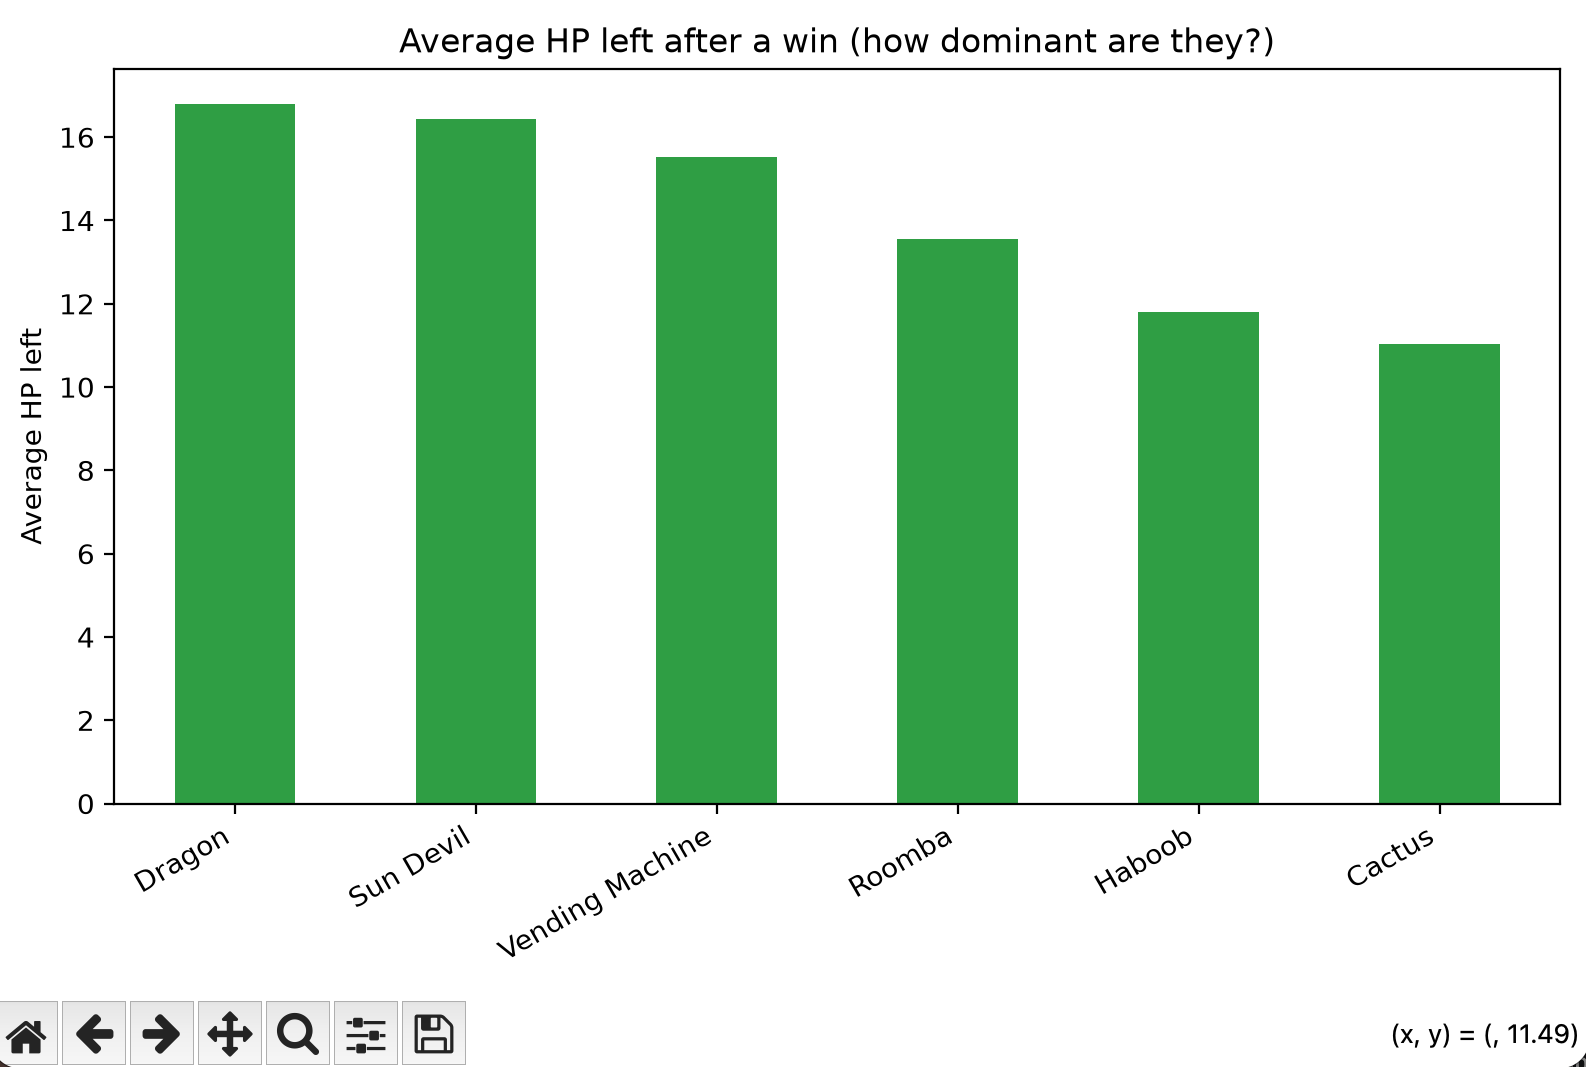 Average HP left after a win (how dominant are they?)
Average HP left
16
14
12
10
8
6
4
2
0
Dragon
Sun Devil
Vending Machine
Roomba
Haboob
Cactus
(x, y) = (, 11.49)